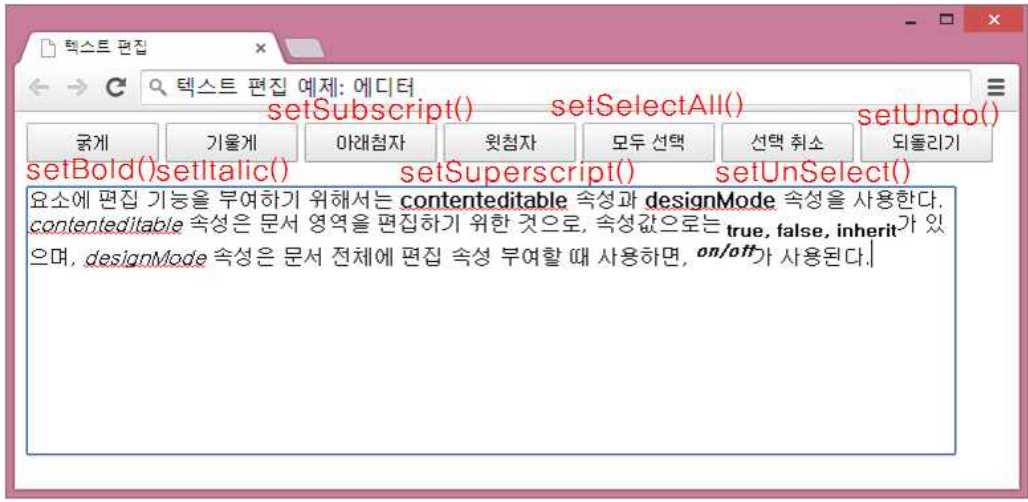 텍스트 편집
텍스트 편집 예제: 에디터
setSubscript() setSelectAll() setUndo()
굵게 기울게 아래첨자 윗첨자 모두 선택 선택 취소 되돌리기
setBold() setItalic() setSuperscript() setUnSelect()
요소에 편집 기능을 부여하기 위해서는 contenteditable 속성과 designMode 속성을 사용한다.
contenteditable 속성은 문서 영역을 편집하기 위한 것으로, 속성값으로는 true, false, inherit가 있
으며, designMode 속성은 문서 전체에 편집 속성 부여할 때 사용하면, on/off가 사용된다.